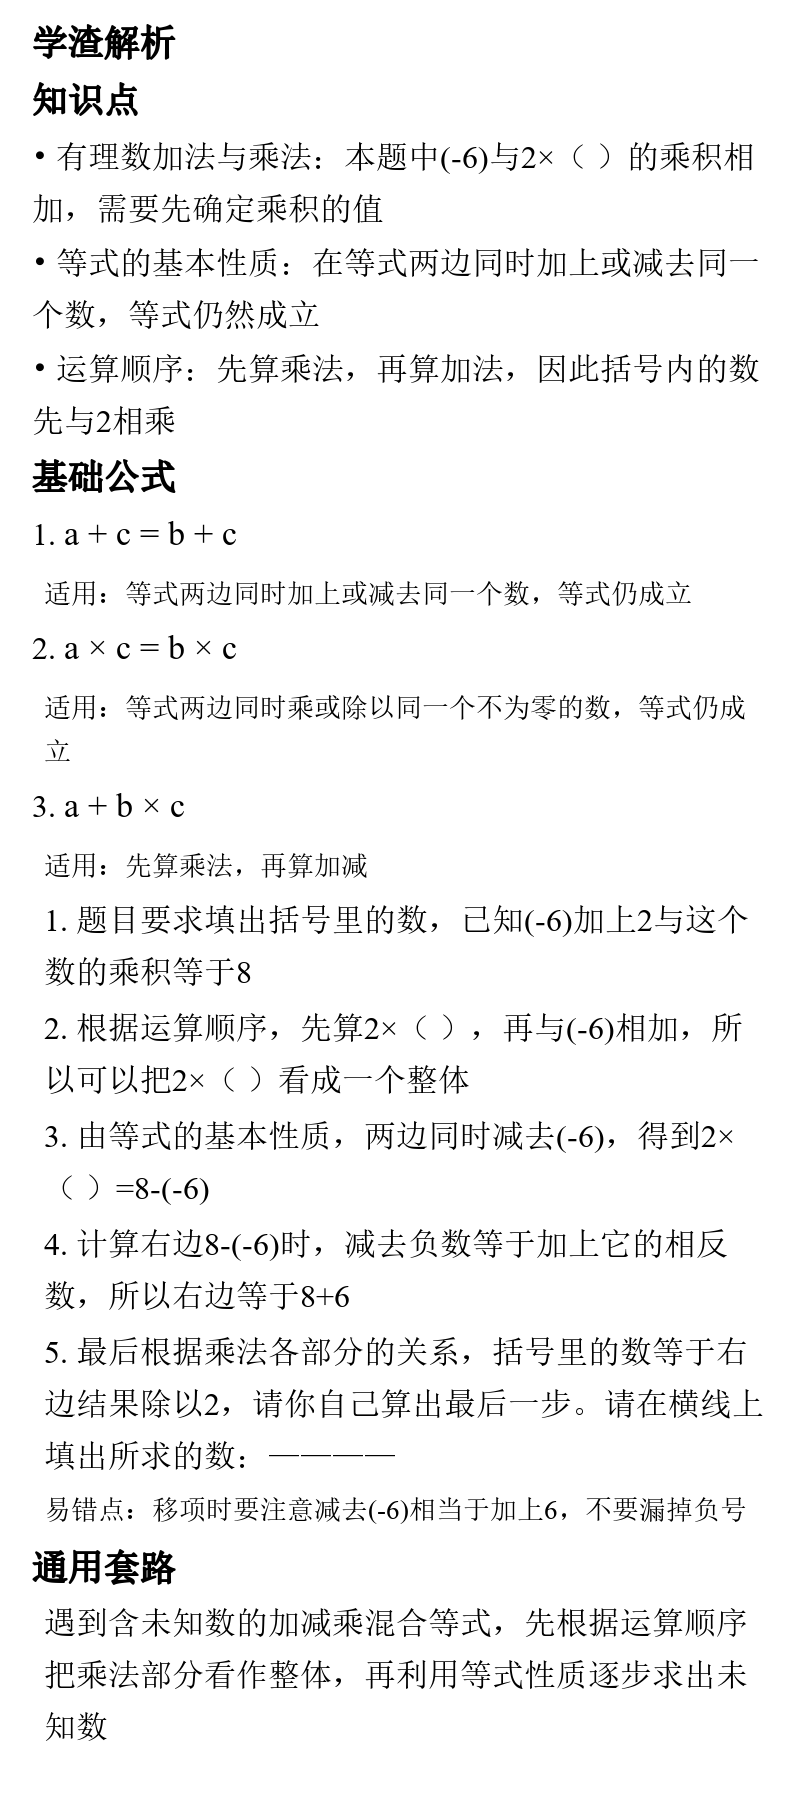 学渣解析
知识点
• 有理数加法与乘法：本题中(-6)与2×（ ）的乘积相
加，需要先确定乘积的值
• 等式的基本性质：在等式两边同时加上或减去同一
个数，等式仍然成立
• 运算顺序：先算乘法，再算加法，因此括号内的数
先与2相乘
基础公式
1. a + c = b + c
适用：等式两边同时加上或减去同一个数，等式仍成立
2. a × c = b × c
适用：等式两边同时乘或除以同一个不为零的数，等式仍成
立
3. a + b × c
适用：先算乘法，再算加减
1. 题目要求填出括号里的数，已知(-6)加上2与这个
数的乘积等于8
2. 根据运算顺序，先算2×（ ），再与(-6)相加，所
以可以把2×（ ）看成一个整体
3. 由等式的基本性质，两边同时减去(-6)，得到2×
（ ）=8-(-6)
4. 计算右边8-(-6)时，减去负数等于加上它的相反
数，所以右边等于8+6
5. 最后根据乘法各部分的关系，括号里的数等于右
边结果除以2，请你自己算出最后一步。请在横线上
填出所求的数：————
易错点：移项时要注意减去(-6)相当于加上6，不要漏掉负号
通用套路
遇到含未知数的加减乘混合等式，先根据运算顺序
把乘法部分看作整体，再利用等式性质逐步求出未
知数